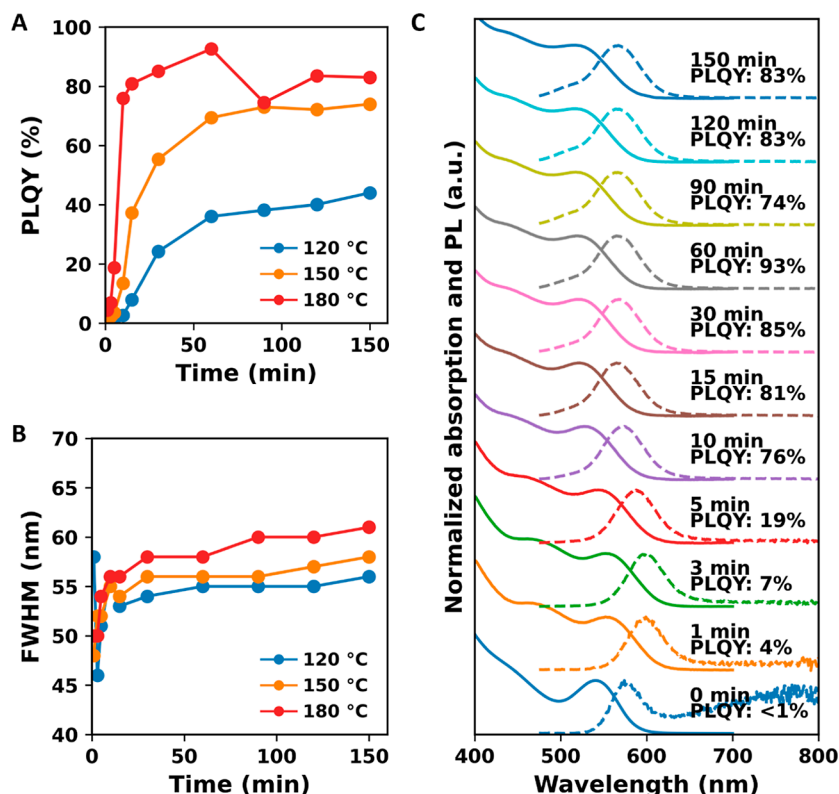 A
100
80
60
40
20
0
PLQY (%)
120 °C
150 °C
180 °C
0 50 100 150
Time (min)
B
70
65
60
55
50
45
40
FWHM (nm)
120 °C
150 °C
180 °C
0 50 100 150
Time (min)
C
Normalized absorption and PL (a.u.)
150 min
PLQY: 83%
120 min
PLQY: 83%
90 min
PLQY: 74%
60 min
PLQY: 93%
30 min
PLQY: 85%
15 min
PLQY: 81%
10 min
PLQY: 76%
5 min
PLQY: 19%
3 min
PLQY: 7%
1 min
PLQY: 4%
0 min
PLQY: <1%
400 500 600 700 800
Wavelength (nm)